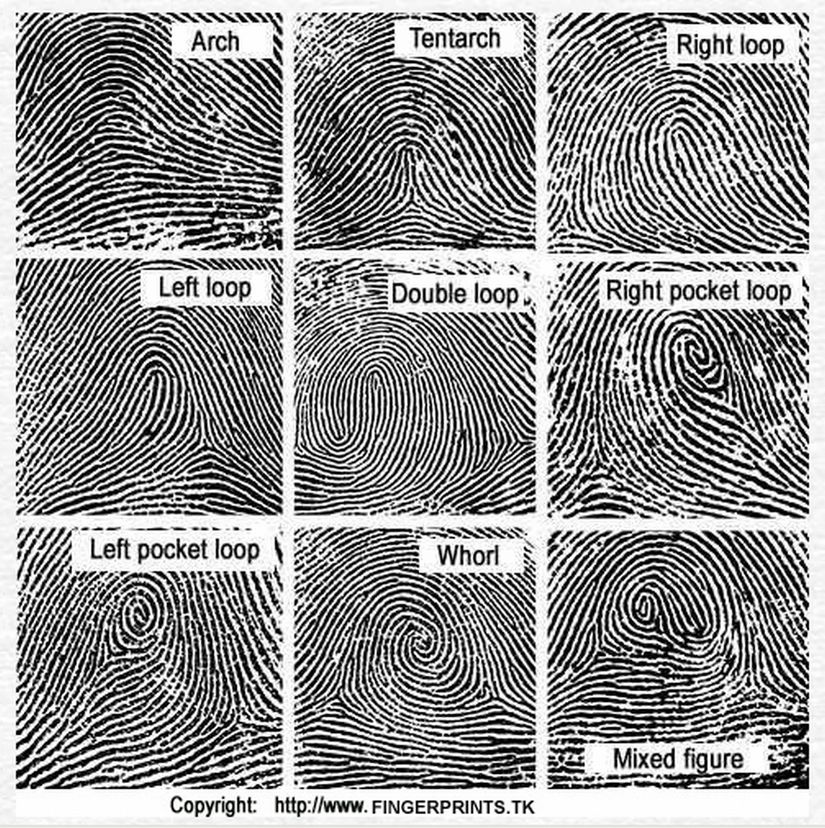 Arch
Tentarch
Right loop
Left loop
Double loop
Right pocket loop
Left pocket loop
Whorl
Mixed figure
Copyright: http://www. FINGERPRINTS.TK